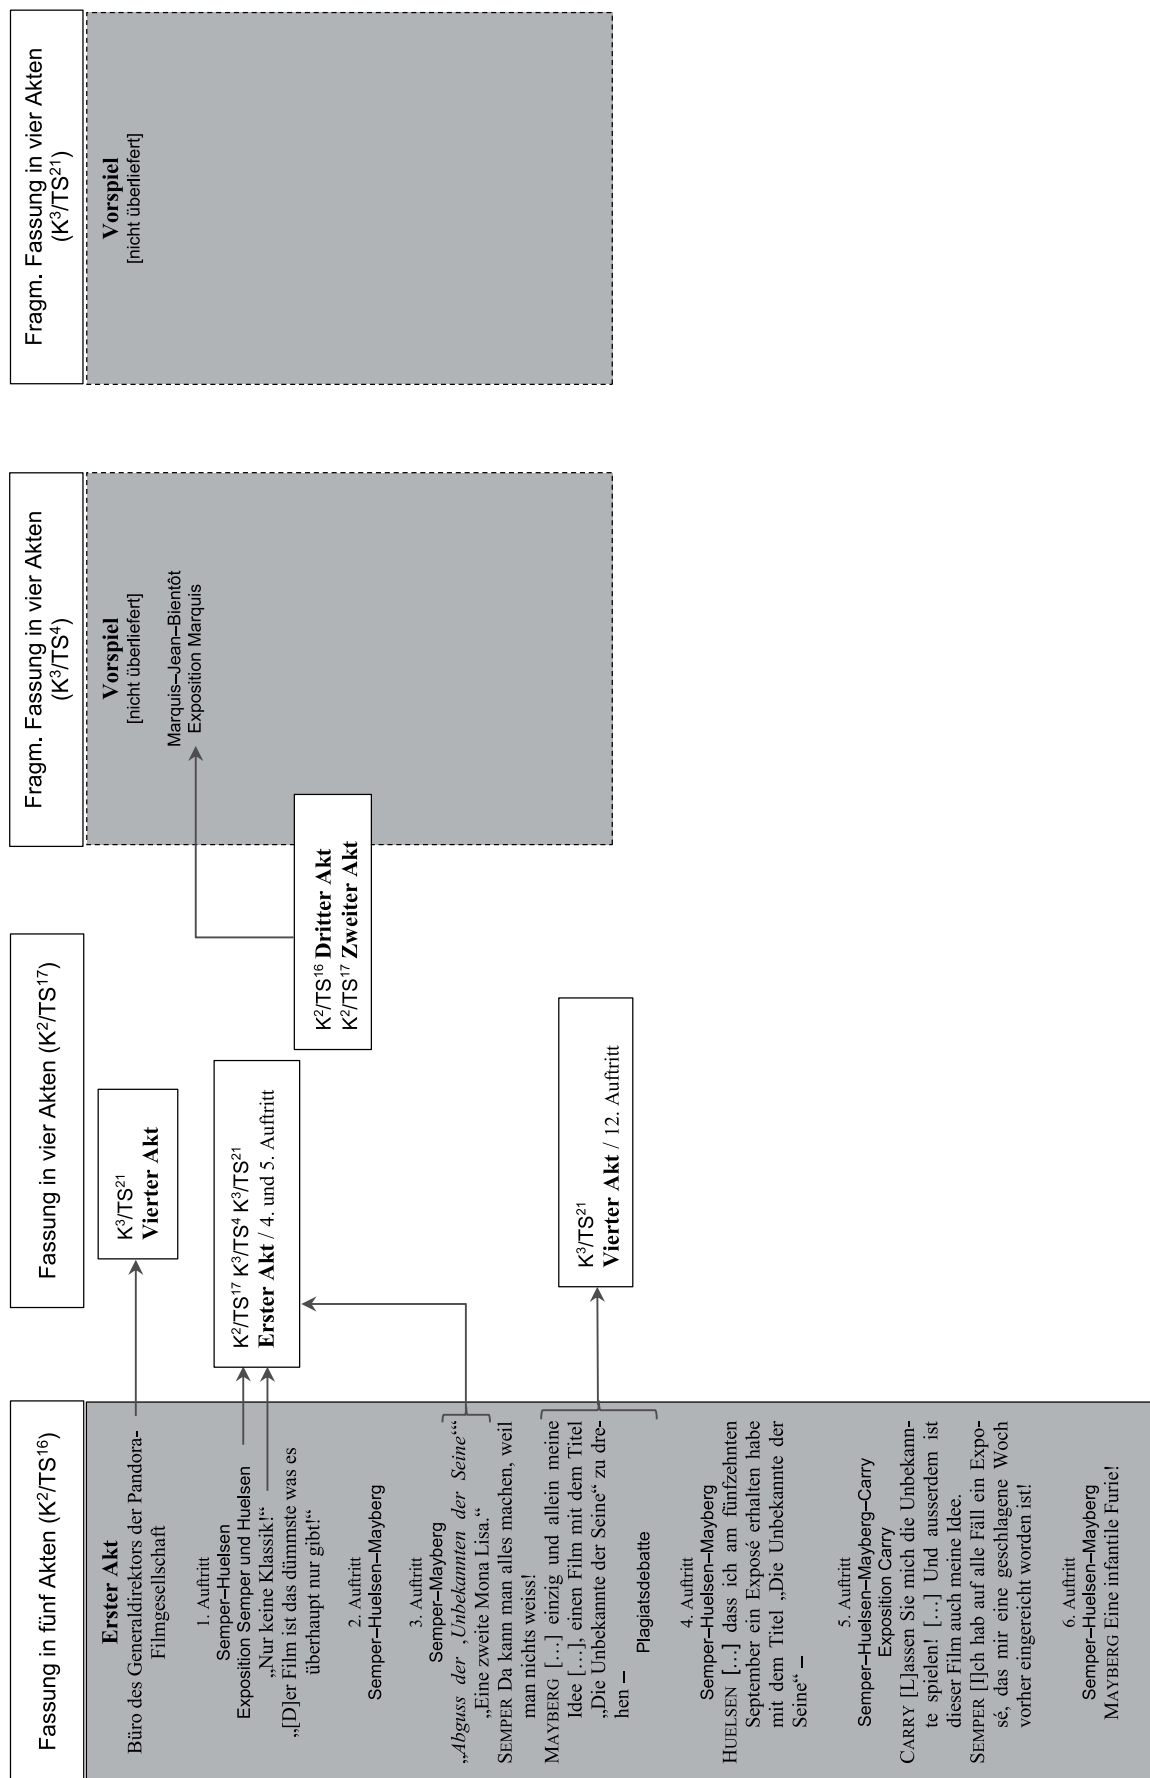 Fassung in fünf Akten (K²/TS¹⁶)
Erster Akt
Büro des Generaldirektors der Pandora-
Filmgesellschaft
1. Auftritt
Semper–Huelsen
Exposition Semper und Huelsen
„Nur keine Klassik!“
„[D]er Film ist das dümmste was es
überhaupt nur gibt!“
2. Auftritt
Semper–Huelsen–Mayberg
3. Auftritt
Semper–Mayberg
„Abguss der ‚Unbekannten der Seine‘“
„Eine zweite Mona Lisa.“
SEMPER Da kann man alles machen, weil
man nichts weiss!
MAYBERG […] einzig und allein meine
Idee […], einen Film mit dem Titel
„Die Unbekannte der Seine“ zu dre-
hen –
Plagiatsdebatte
4. Auftritt
Semper–Huelsen–Mayberg
HUELSEN […] dass ich am fünfzehnten
September ein Exposé erhalten habe
mit dem Titel „Die Unbekannte der
Seine“ –
5. Auftritt
Semper–Huelsen–Mayberg–Carry
Exposition Carry
CARRY [L]assen Sie mich die Unbekann-
te spielen! […] Und ausserdem ist
dieser Film auch meine Idee.
SEMPER [I]ch hab auf alle Fäll ein Expo-
sé, das mir eine geschlagene Woch
vorher eingereicht worden ist!
6. Auftritt
Semper–Huelsen–Mayberg
MAYBERG Eine infantile Furie!
Fassung in vier Akten (K²/TS¹⁷)
K³/TS²¹
Vierter Akt
K²/TS¹⁷ K³/TS⁴ K³/TS²¹
Erster Akt / 4. und 5. Auftritt
K²/TS¹⁶ Dritter Akt
K²/TS¹⁷ Zweiter Akt
K³/TS²¹
Vierter Akt / 12. Auftritt
Fragm. Fassung in vier Akten
(K³/TS⁴)
Vorspiel
[nicht überliefert]
Marquis–Jean–Bientôt
Exposition Marquis
Fragm. Fassung in vier Akten
(K³/TS²¹)
Vorspiel
[nicht überliefert]